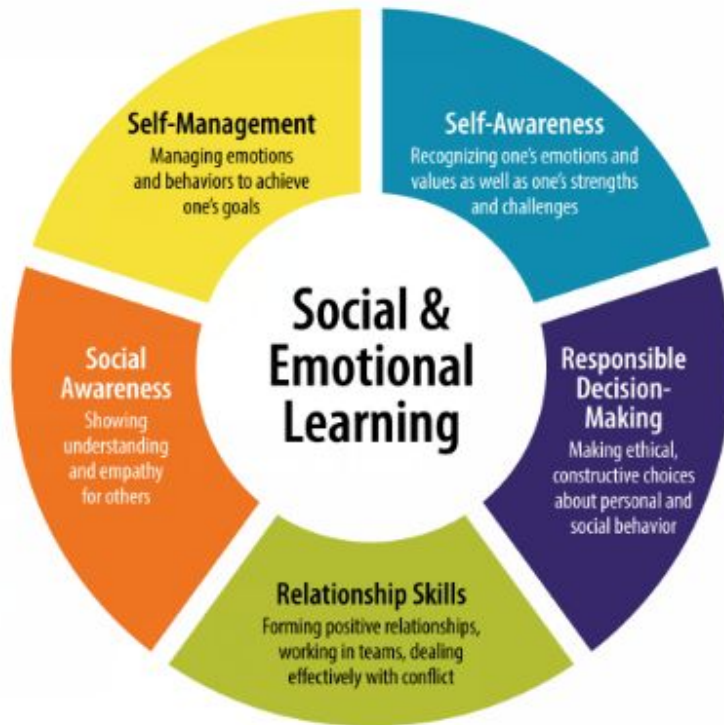 Self-Management
Managing emotions
and behaviors to achieve
one's goals
Self-Awareness
Recognizing one's emotions and
values as well as one's strengths
and challenges
Social &
Emotional
Learning
Social
Awareness
Showing
understanding
and empathy
for others
Responsible
Decision-
Making
Making ethical,
constructive choices
about personal and
social behavior
Relationship Skills
Forming positive relationships,
working in teams, dealing
effectively with conflict